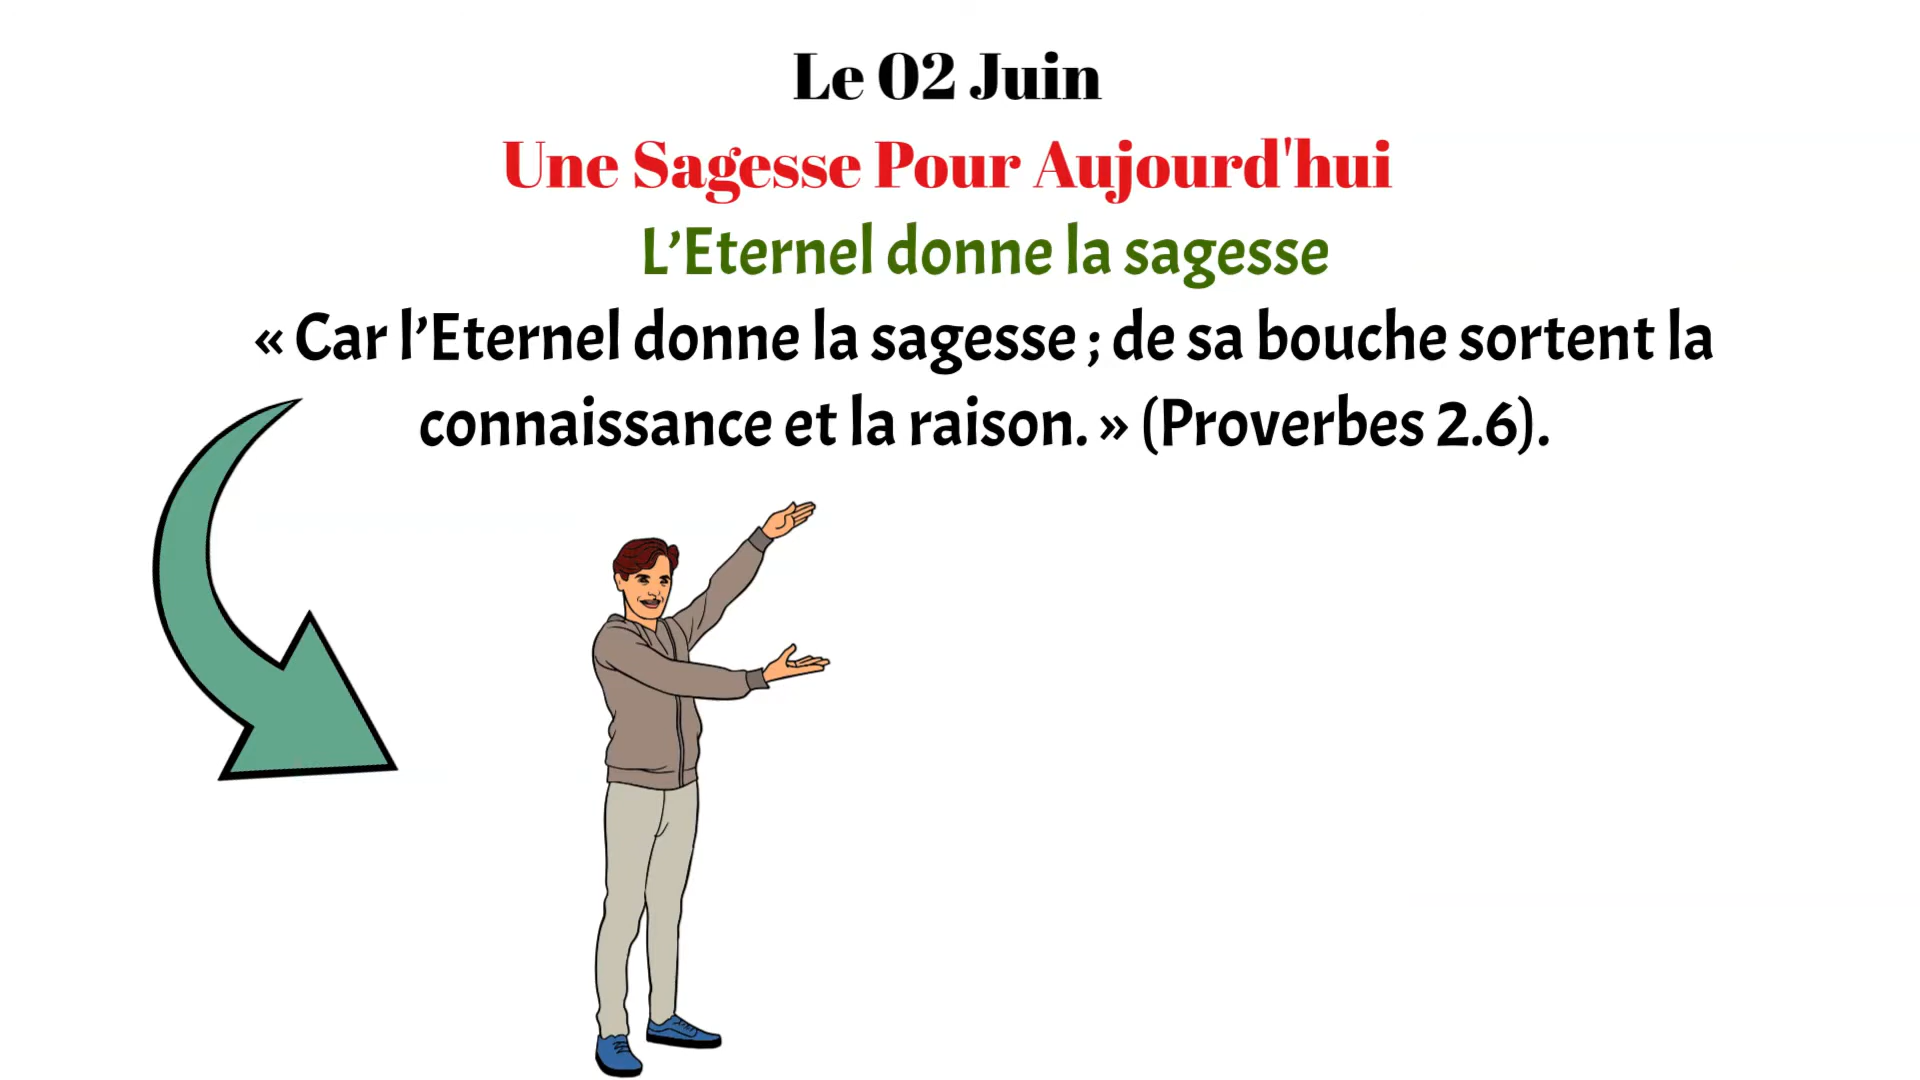 Le 02 Juin
Une Sagesse Pour Aujourd'hui
L’Eternel donne la sagesse
« Car l’Eternel donne la sagesse ; de sa bouche sortent la
connaissance et la raison. » (Proverbes 2.6).